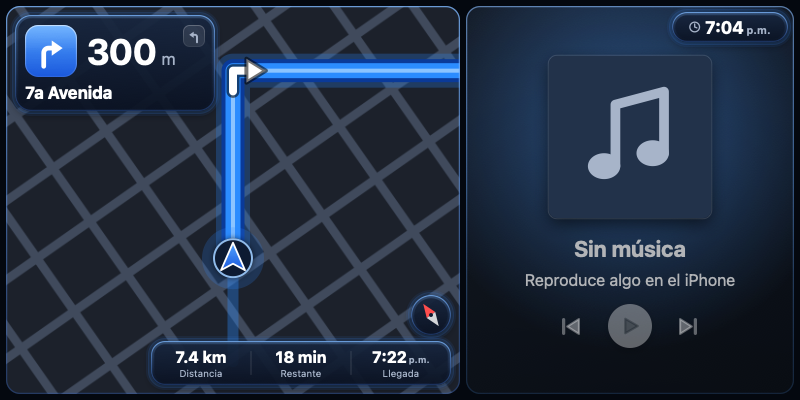 300 m
7a Avenida
7.4 km
Distancia
18 min
Restante
7:22 p.m.
Llegada
7:04 p.m.
Sin música
Reproduce algo en el iPhone